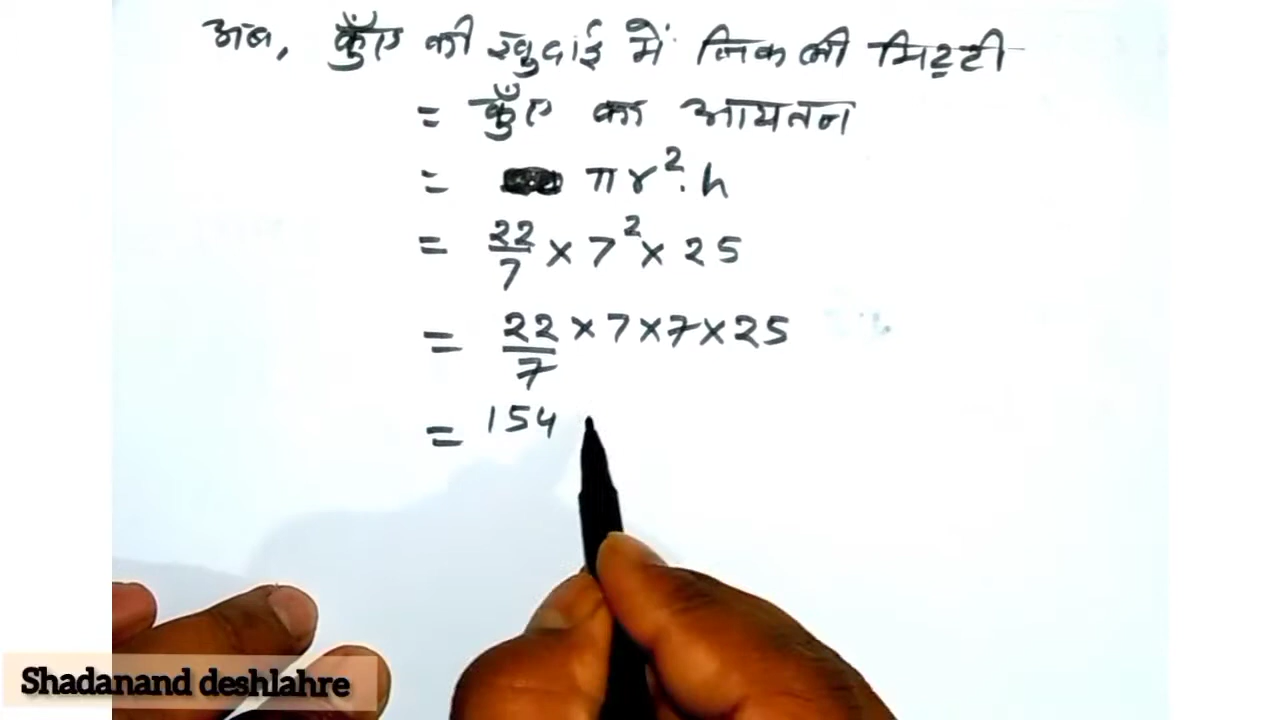 अब, कुँए की खुदाई में निकली मिट्टी
= कुँए का आयतन
= πr².h
= 22/7 × 7² × 25
= 22/7 × 7 × 7 × 25
= 154
Shadanand deshlahre